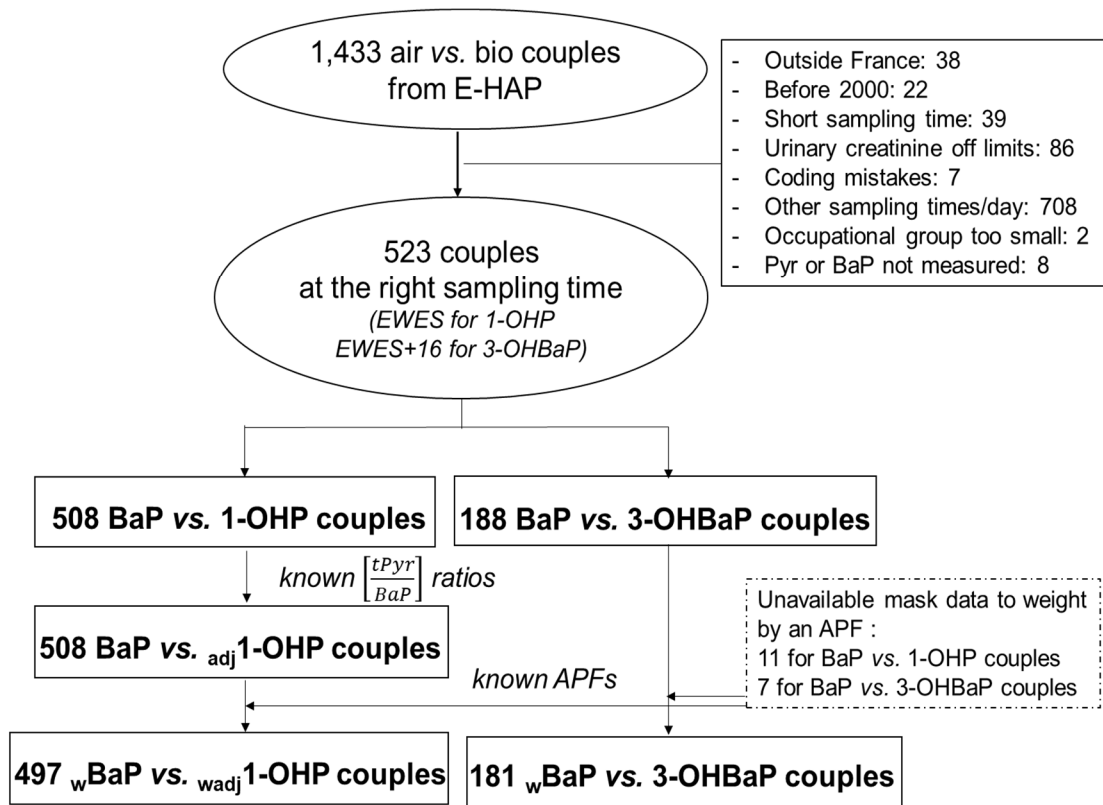 1,433 air vs. bio couples
from E-HAP
- Outside France: 38
- Before 2000: 22
- Short sampling time: 39
- Urinary creatinine off limits: 86
- Coding mistakes: 7
- Other sampling times/day: 708
- Occupational group too small: 2
- Pyr or BaP not measured: 8
523 couples
at the right sampling time
(EWES for 1-OHP
EWES+16 for 3-OHBaP)
508 BaP vs. 1-OHP couples
188 BaP vs. 3-OHBaP couples
known [tPyr/BaP] ratios
508 BaP vs. adj1-OHP couples
Unavailable mask data to weight
by an APF :
11 for BaP vs. 1-OHP couples
7 for BaP vs. 3-OHBaP couples
known APFs
497 wBaP vs. wadj1-OHP couples
181 wBaP vs. 3-OHBaP couples